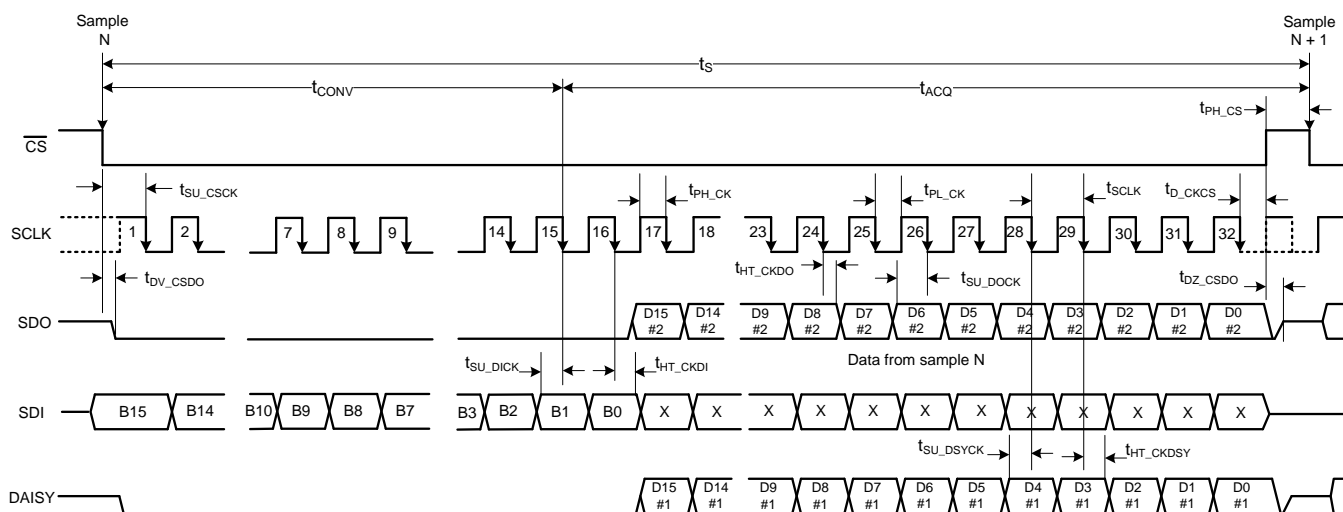 Sample N
Sample N + 1
tS
tCONV
tACQ
tPH_CS
CS
tSU_CSCK
tPH_CK
tPL_CK
tSCLK
tD_CKCS
SCLK
1 2 7 8 9 14 15 16 17 18 23 24 25 26 27 28 29 30 31 32
tDV_CSDO
tHT_CKDO
tSU_DOCK
tDZ_CSDO
SDO
D15 #2 D14 #2 D9 #2 D8 #2 D7 #2 D6 #2 D5 #2 D4 #2 D3 #2 D2 #2 D1 #2 D0 #2
Data from sample N
tSU_DICK
tHT_CKDI
SDI
B15 B14 B10 B9 B8 B7 B3 B2 B1 B0 X X X X X X X X X X X X
tSU_DSYCK
tHT_CKDSY
DAISY
D15 #1 D14 #1 D9 #1 D8 #1 D7 #1 D6 #1 D5 #1 D4 #1 D3 #1 D2 #1 D1 #1 D0 #1